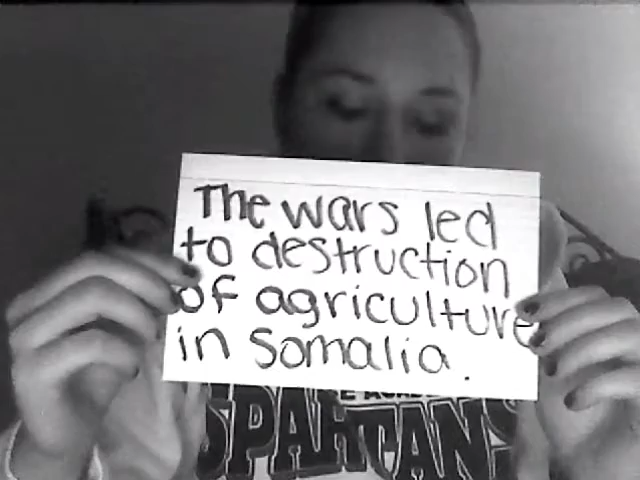 The wars led
to destruction
of agriculture
in Somalia.
SPARTANS